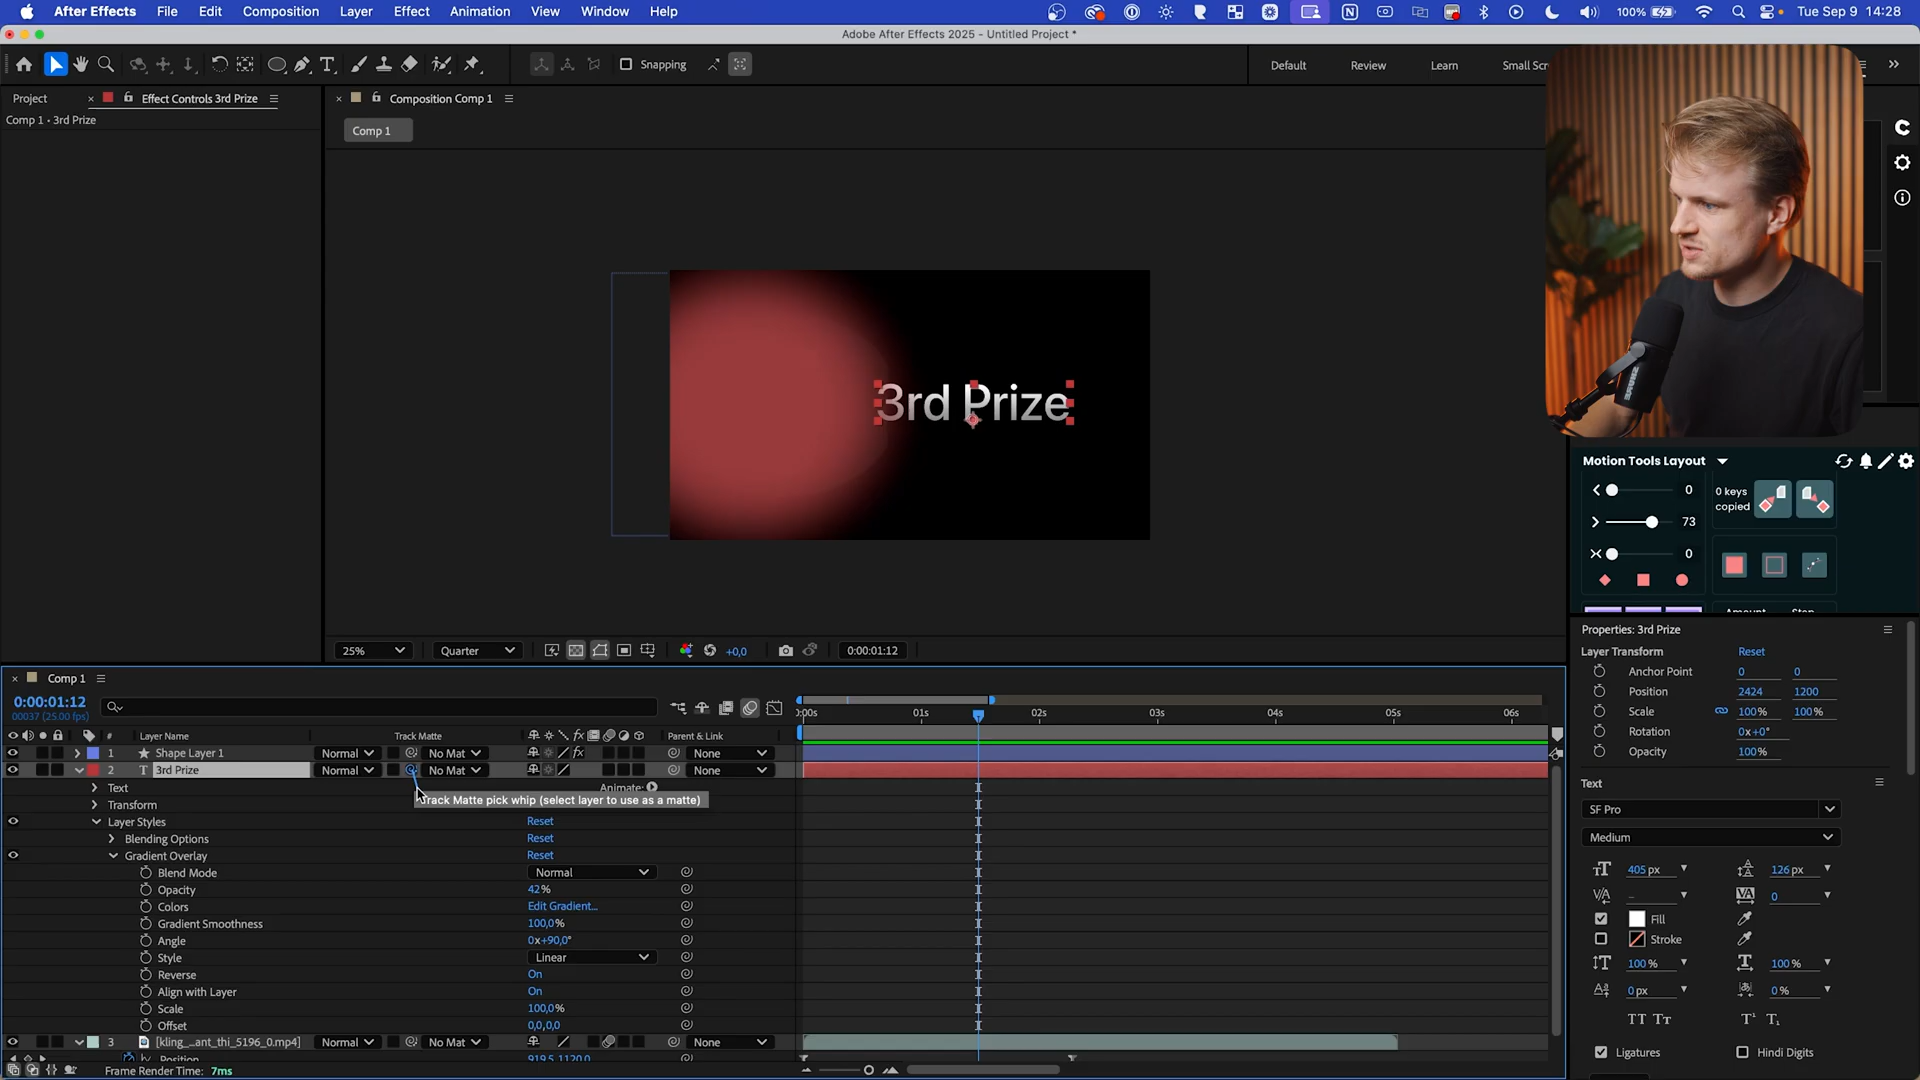 After Effects File Edit Composition Layer Effect Animation View Window Help 100% Tue Sep 9 14:28
Adobe After Effects 2025 - Untitled Project *
Snapping Default Review Learn Small Scr
Project Effect Controls 3rd Prize Composition Comp 1
Comp 1 • 3rd Prize
Comp 1
3rd Prize
Motion Tools Layout
0
0 keys
copied
73
0
Amount Step
25% Quarter +0,0 0:00:01:12
Properties: 3rd Prize
Layer Transform Reset
Anchor Point 0 0
Position 2424 1200
Scale 100% 100%
Rotation 0x+0°
Opacity 100%
Text
SF Pro
Medium
405 px 126 px
0
Fill
Stroke
100 % 100 %
0 px 0 %
TT Tт T¹ T₁
Ligatures Hindi Digits
Comp 1
0:00:01:12
00037 (25.00 fps)
:00s 01s 02s 03s 04s 05s 06s
# Layer Name Track Matte Parent & Link
1 Shape Layer 1 Normal No Mat None
2 T 3rd Prize Normal No Mat None
Text Animate:
Track Matte pick whip (select layer to use as a matte)
Transform
Layer Styles Reset
Blending Options Reset
Gradient Overlay Reset
Blend Mode Normal
Opacity 42%
Colors Edit Gradient...
Gradient Smoothness 100,0%
Angle 0x+90,0°
Style Linear
Reverse On
Align with Layer On
Scale 100,0%
Offset 0,0,0,0
3 [kling_...ant_thi_5196_0.mp4] Normal No Mat None
Position 919,5,1120,0
Frame Render Time: 7ms